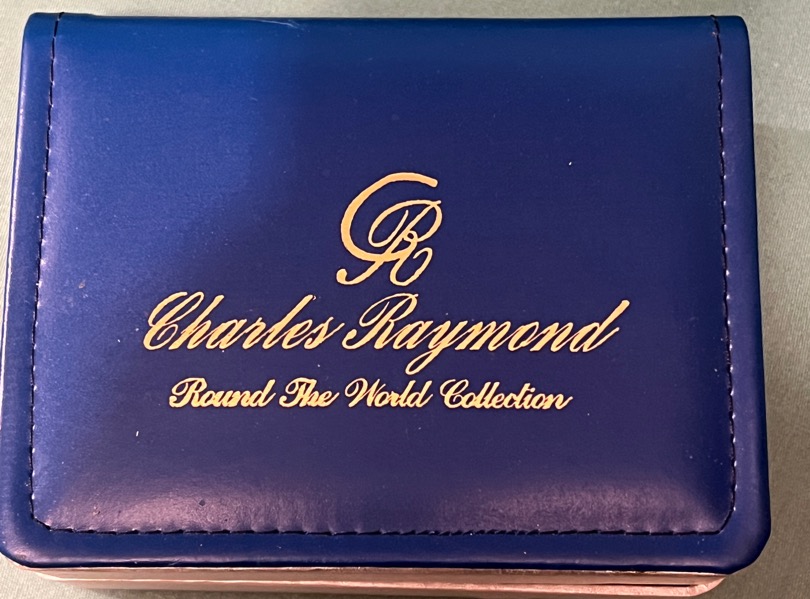 CR
Charles Raymond
Round The World Collection